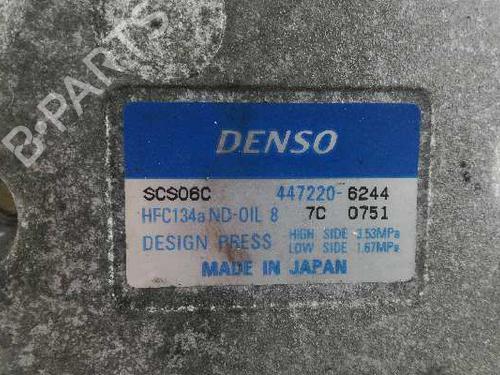 B-PARTS
DENSO
SCS06C 447220-6244
HFC134a ND-OIL 8 7C 0751
DESIGN PRESS HIGH SIDE 3.53MPa
LOW SIDE 1.67MPa
MADE IN JAPAN